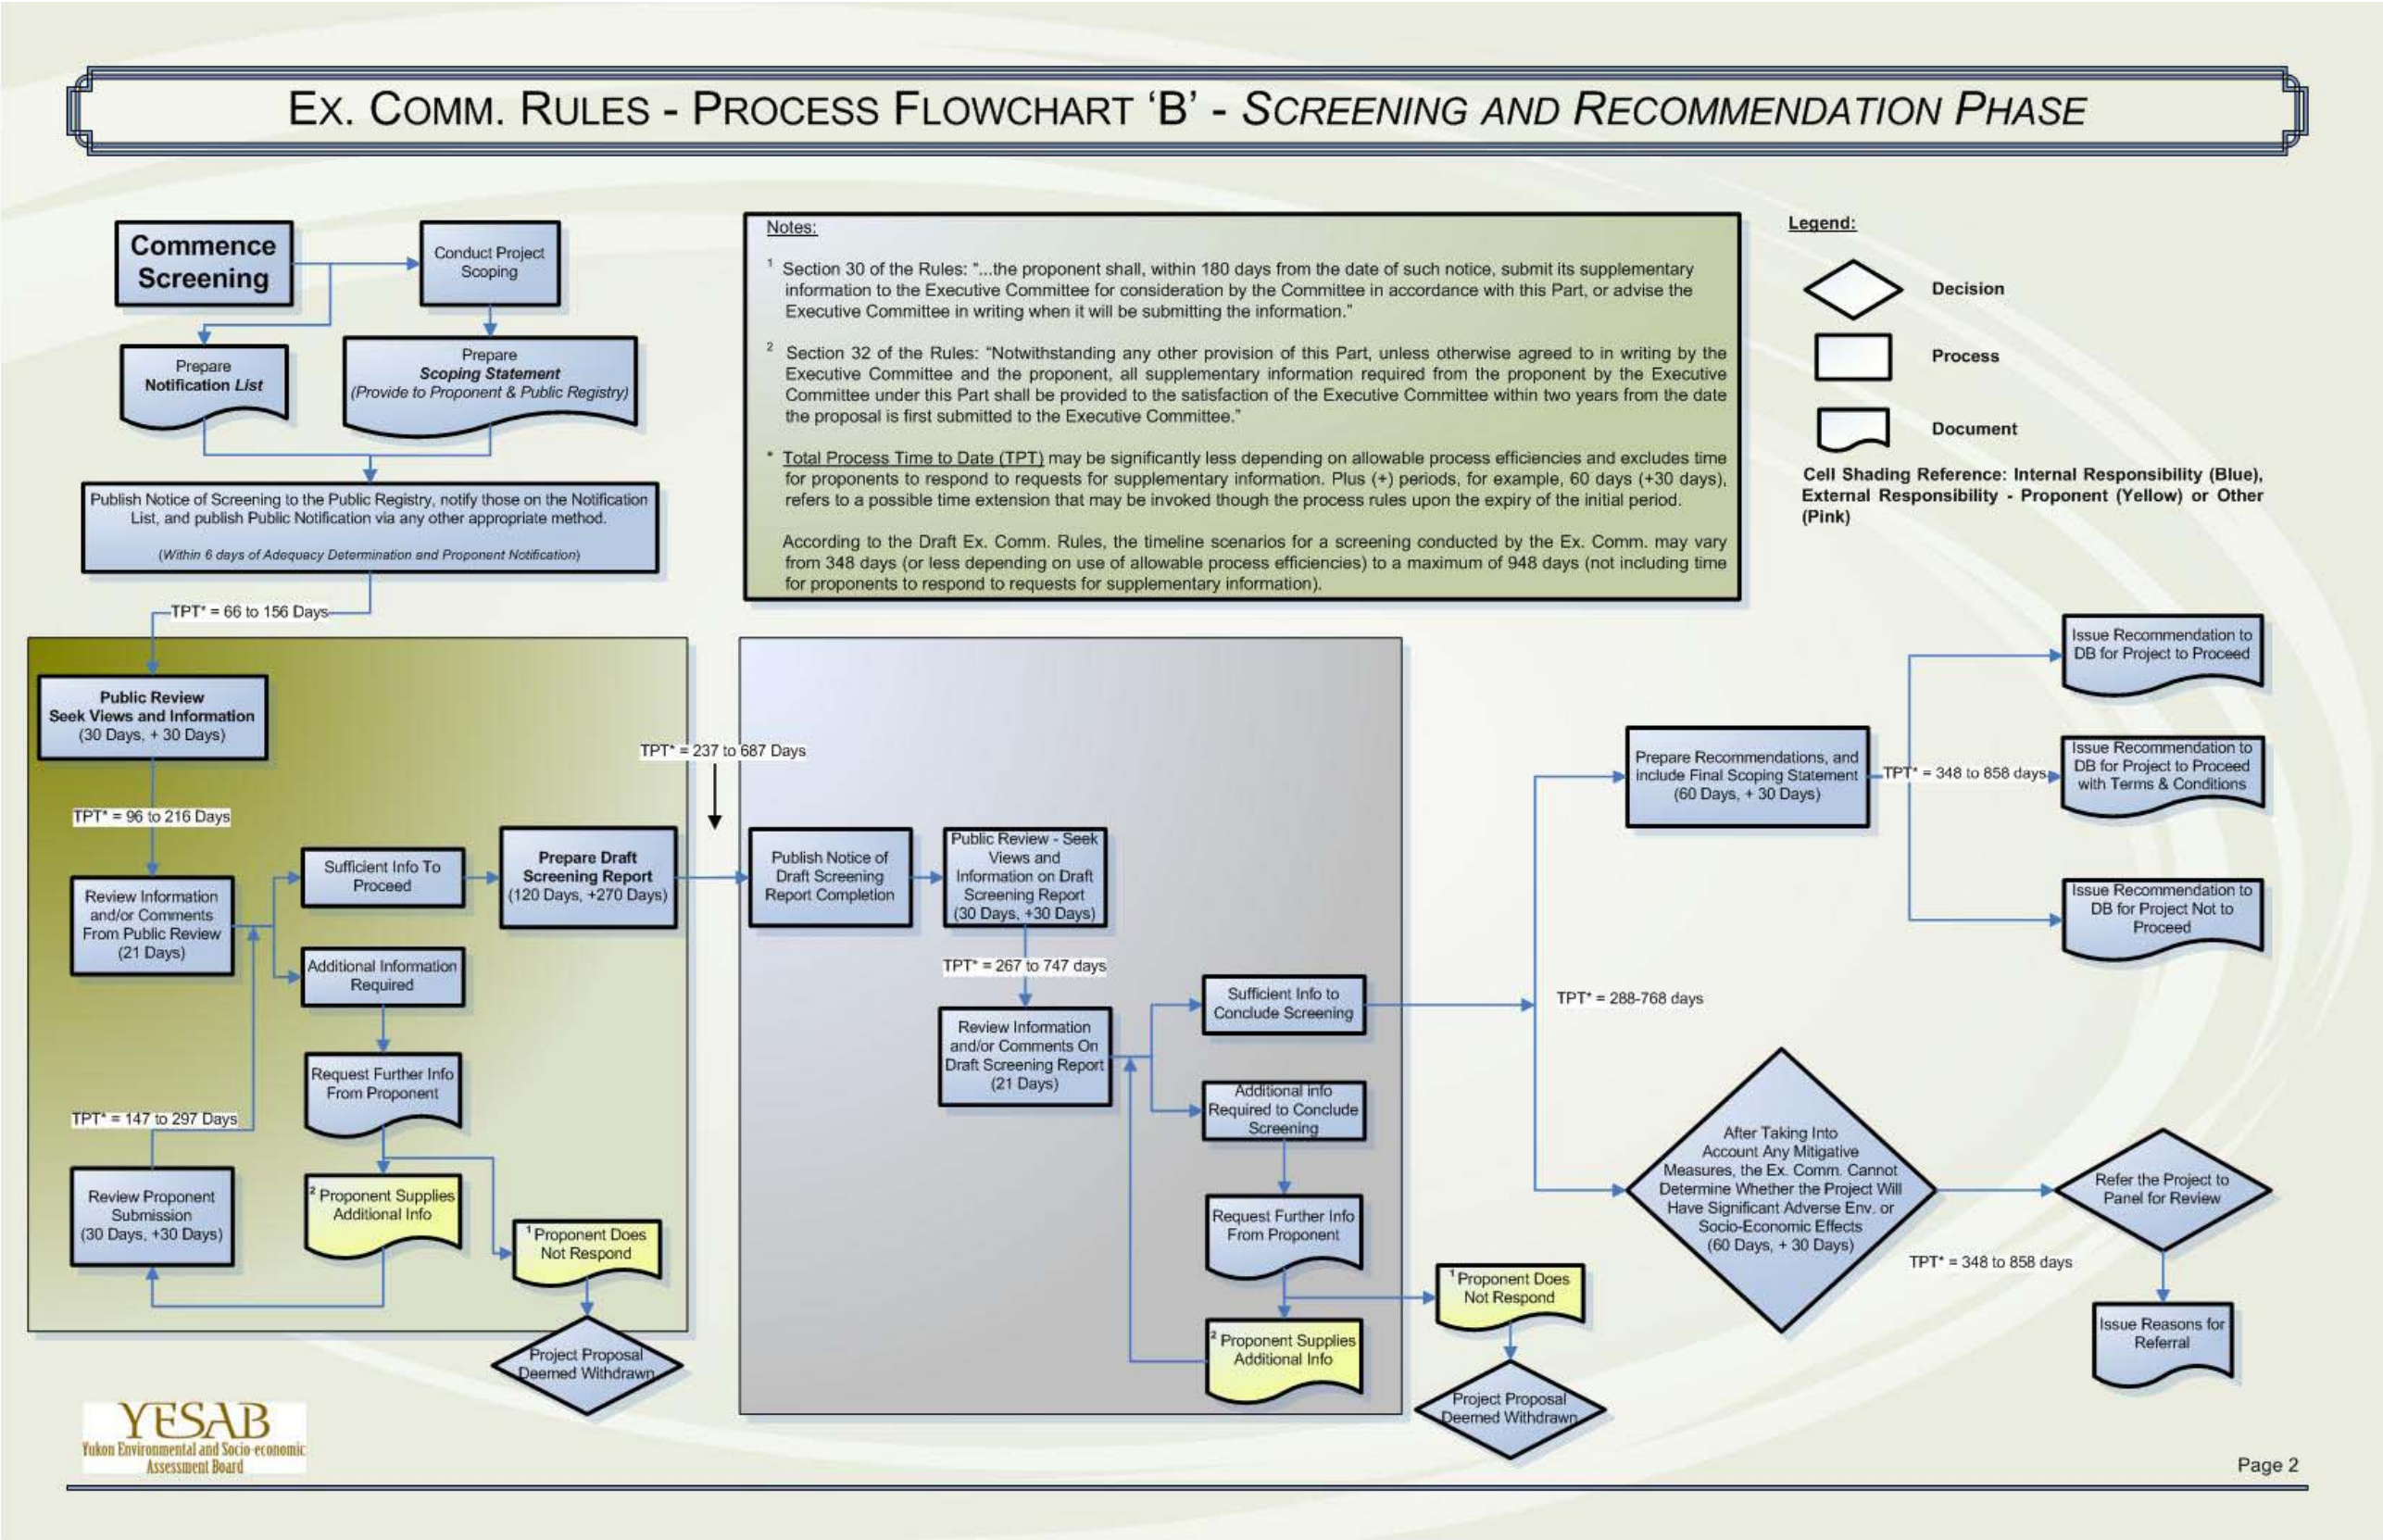 EX. COMM. RULES - PROCESS FLOWCHART ‘B’ - SCREENING AND RECOMMENDATION PHASE
Commence
Screening
Conduct Project
Scoping
Prepare
Notification List
Prepare
Scoping Statement
(Provide to Proponent & Public Registry)
Publish Notice of Screening to the Public Registry, notify those on the Notification
List, and publish Public Notification via any other appropriate method.
(Within 6 days of Adequacy Determination and Proponent Notification)
TPT* = 66 to 156 Days
Notes:
1 Section 30 of the Rules: “...the proponent shall, within 180 days from the date of such notice, submit its supplementary
information to the Executive Committee for consideration by the Committee in accordance with this Part, or advise the
Executive Committee in writing when it will be submitting the information.”
2 Section 32 of the Rules: “Notwithstanding any other provision of this Part, unless otherwise agreed to in writing by the
Executive Committee and the proponent, all supplementary information required from the proponent by the Executive
Committee under this Part shall be provided to the satisfaction of the Executive Committee within two years from the date
the proposal is first submitted to the Executive Committee.”
* Total Process Time to Date (TPT) may be significantly less depending on allowable process efficiencies and excludes time
for proponents to respond to requests for supplementary information. Plus (+) periods, for example, 60 days (+30 days),
refers to a possible time extension that may be invoked though the process rules upon the expiry of the initial period.
According to the Draft Ex. Comm. Rules, the timeline scenarios for a screening conducted by the Ex. Comm. may vary
from 348 days (or less depending on use of allowable process efficiencies) to a maximum of 948 days (not including time
for proponents to respond to requests for supplementary information).
Legend:
Decision
Process
Document
Cell Shading Reference: Internal Responsibility (Blue),
External Responsibility - Proponent (Yellow) or Other
(Pink)
Public Review
Seek Views and Information
(30 Days, + 30 Days)
TPT* = 96 to 216 Days
Review Information
and/or Comments
From Public Review
(21 Days)
Sufficient Info To
Proceed
Prepare Draft
Screening Report
(120 Days, +270 Days)
Additional Information
Required
Request Further Info
From Proponent
TPT* = 147 to 297 Days
Review Proponent
Submission
(30 Days, +30 Days)
2 Proponent Supplies
Additional Info
1 Proponent Does
Not Respond
Project Proposal
Deemed Withdrawn
TPT* = 237 to 687 Days
Publish Notice of
Draft Screening
Report Completion
Public Review - Seek
Views and
Information on Draft
Screening Report
(30 Days, +30 Days)
TPT* = 267 to 747 days
Review Information
and/or Comments On
Draft Screening Report
(21 Days)
Sufficient Info to
Conclude Screening
Additional info
Required to Conclude
Screening
Request Further Info
From Proponent
2 Proponent Supplies
Additional Info
1 Proponent Does
Not Respond
Project Proposal
Deemed Withdrawn
TPT* = 288-768 days
Prepare Recommendations, and
include Final Scoping Statement
(60 Days, + 30 Days)
TPT* = 348 to 858 days
Issue Recommendation to
DB for Project to Proceed
Issue Recommendation to
DB for Project to Proceed
with Terms & Conditions
Issue Recommendation to
DB for Project Not to
Proceed
After Taking Into
Account Any Mitigative
Measures, the Ex. Comm. Cannot
Determine Whether the Project Will
Have Significant Adverse Env. or
Socio-Economic Effects
(60 Days, + 30 Days)
TPT* = 348 to 858 days
Refer the Project to
Panel for Review
Issue Reasons for
Referral
YESAB
Yukon Environmental and Socio-economic
Assessment Board
Page 2